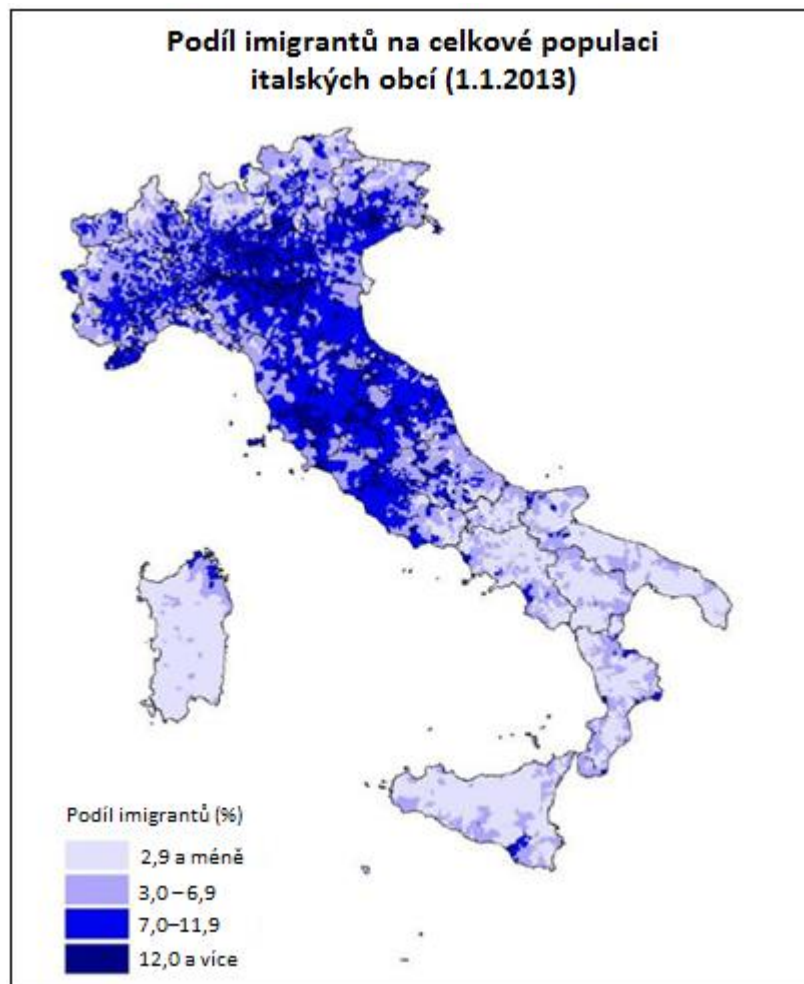 Podíl imigrantů na celkové populaci
italských obcí (1.1.2013)
Podíl imigrantů (%)
2,9 a méně
3,0–6,9
7,0–11,9
12,0 a více